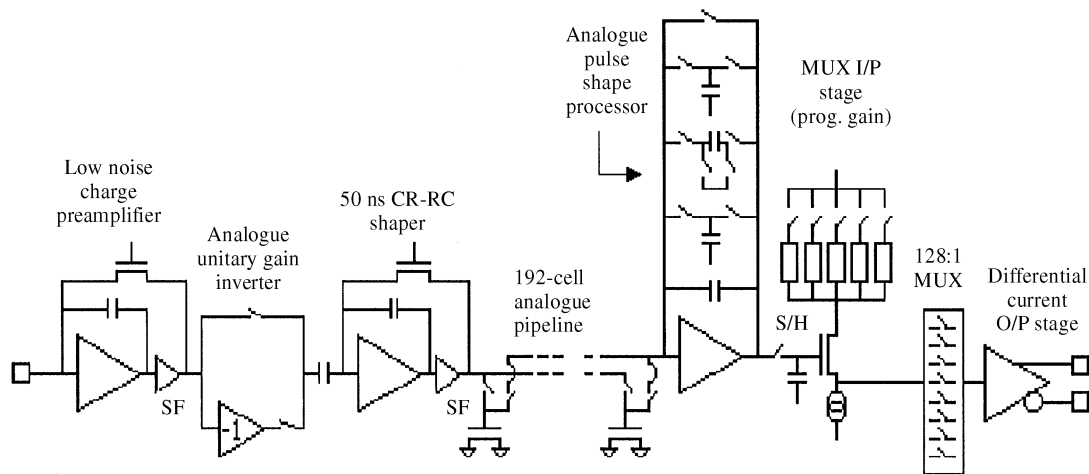 Low noise
charge
preamplifier
SF
Analogue
unitary gain
inverter
-1
50 ns CR-RC
shaper
SF
192-cell
analogue
pipeline
Analogue
pulse
shape
processor
S/H
MUX I/P
stage
(prog. gain)
128:1
MUX
Differential
current
O/P stage